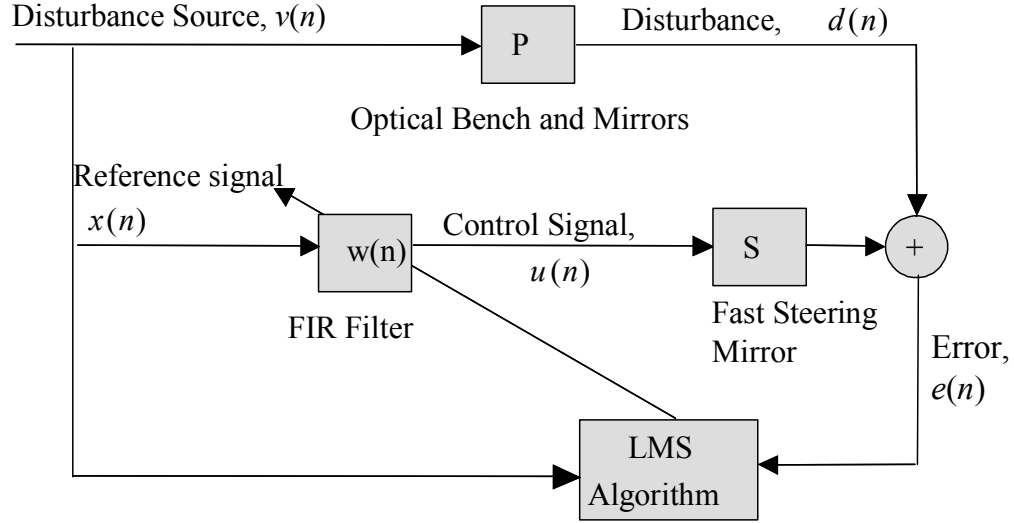 Disturbance Source, v(n)
P
Disturbance, d(n)
Optical Bench and Mirrors
Reference signal
x(n)
w(n)
FIR Filter
Control Signal,
u(n)
S
Fast Steering
Mirror
+
Error,
e(n)
LMS
Algorithm